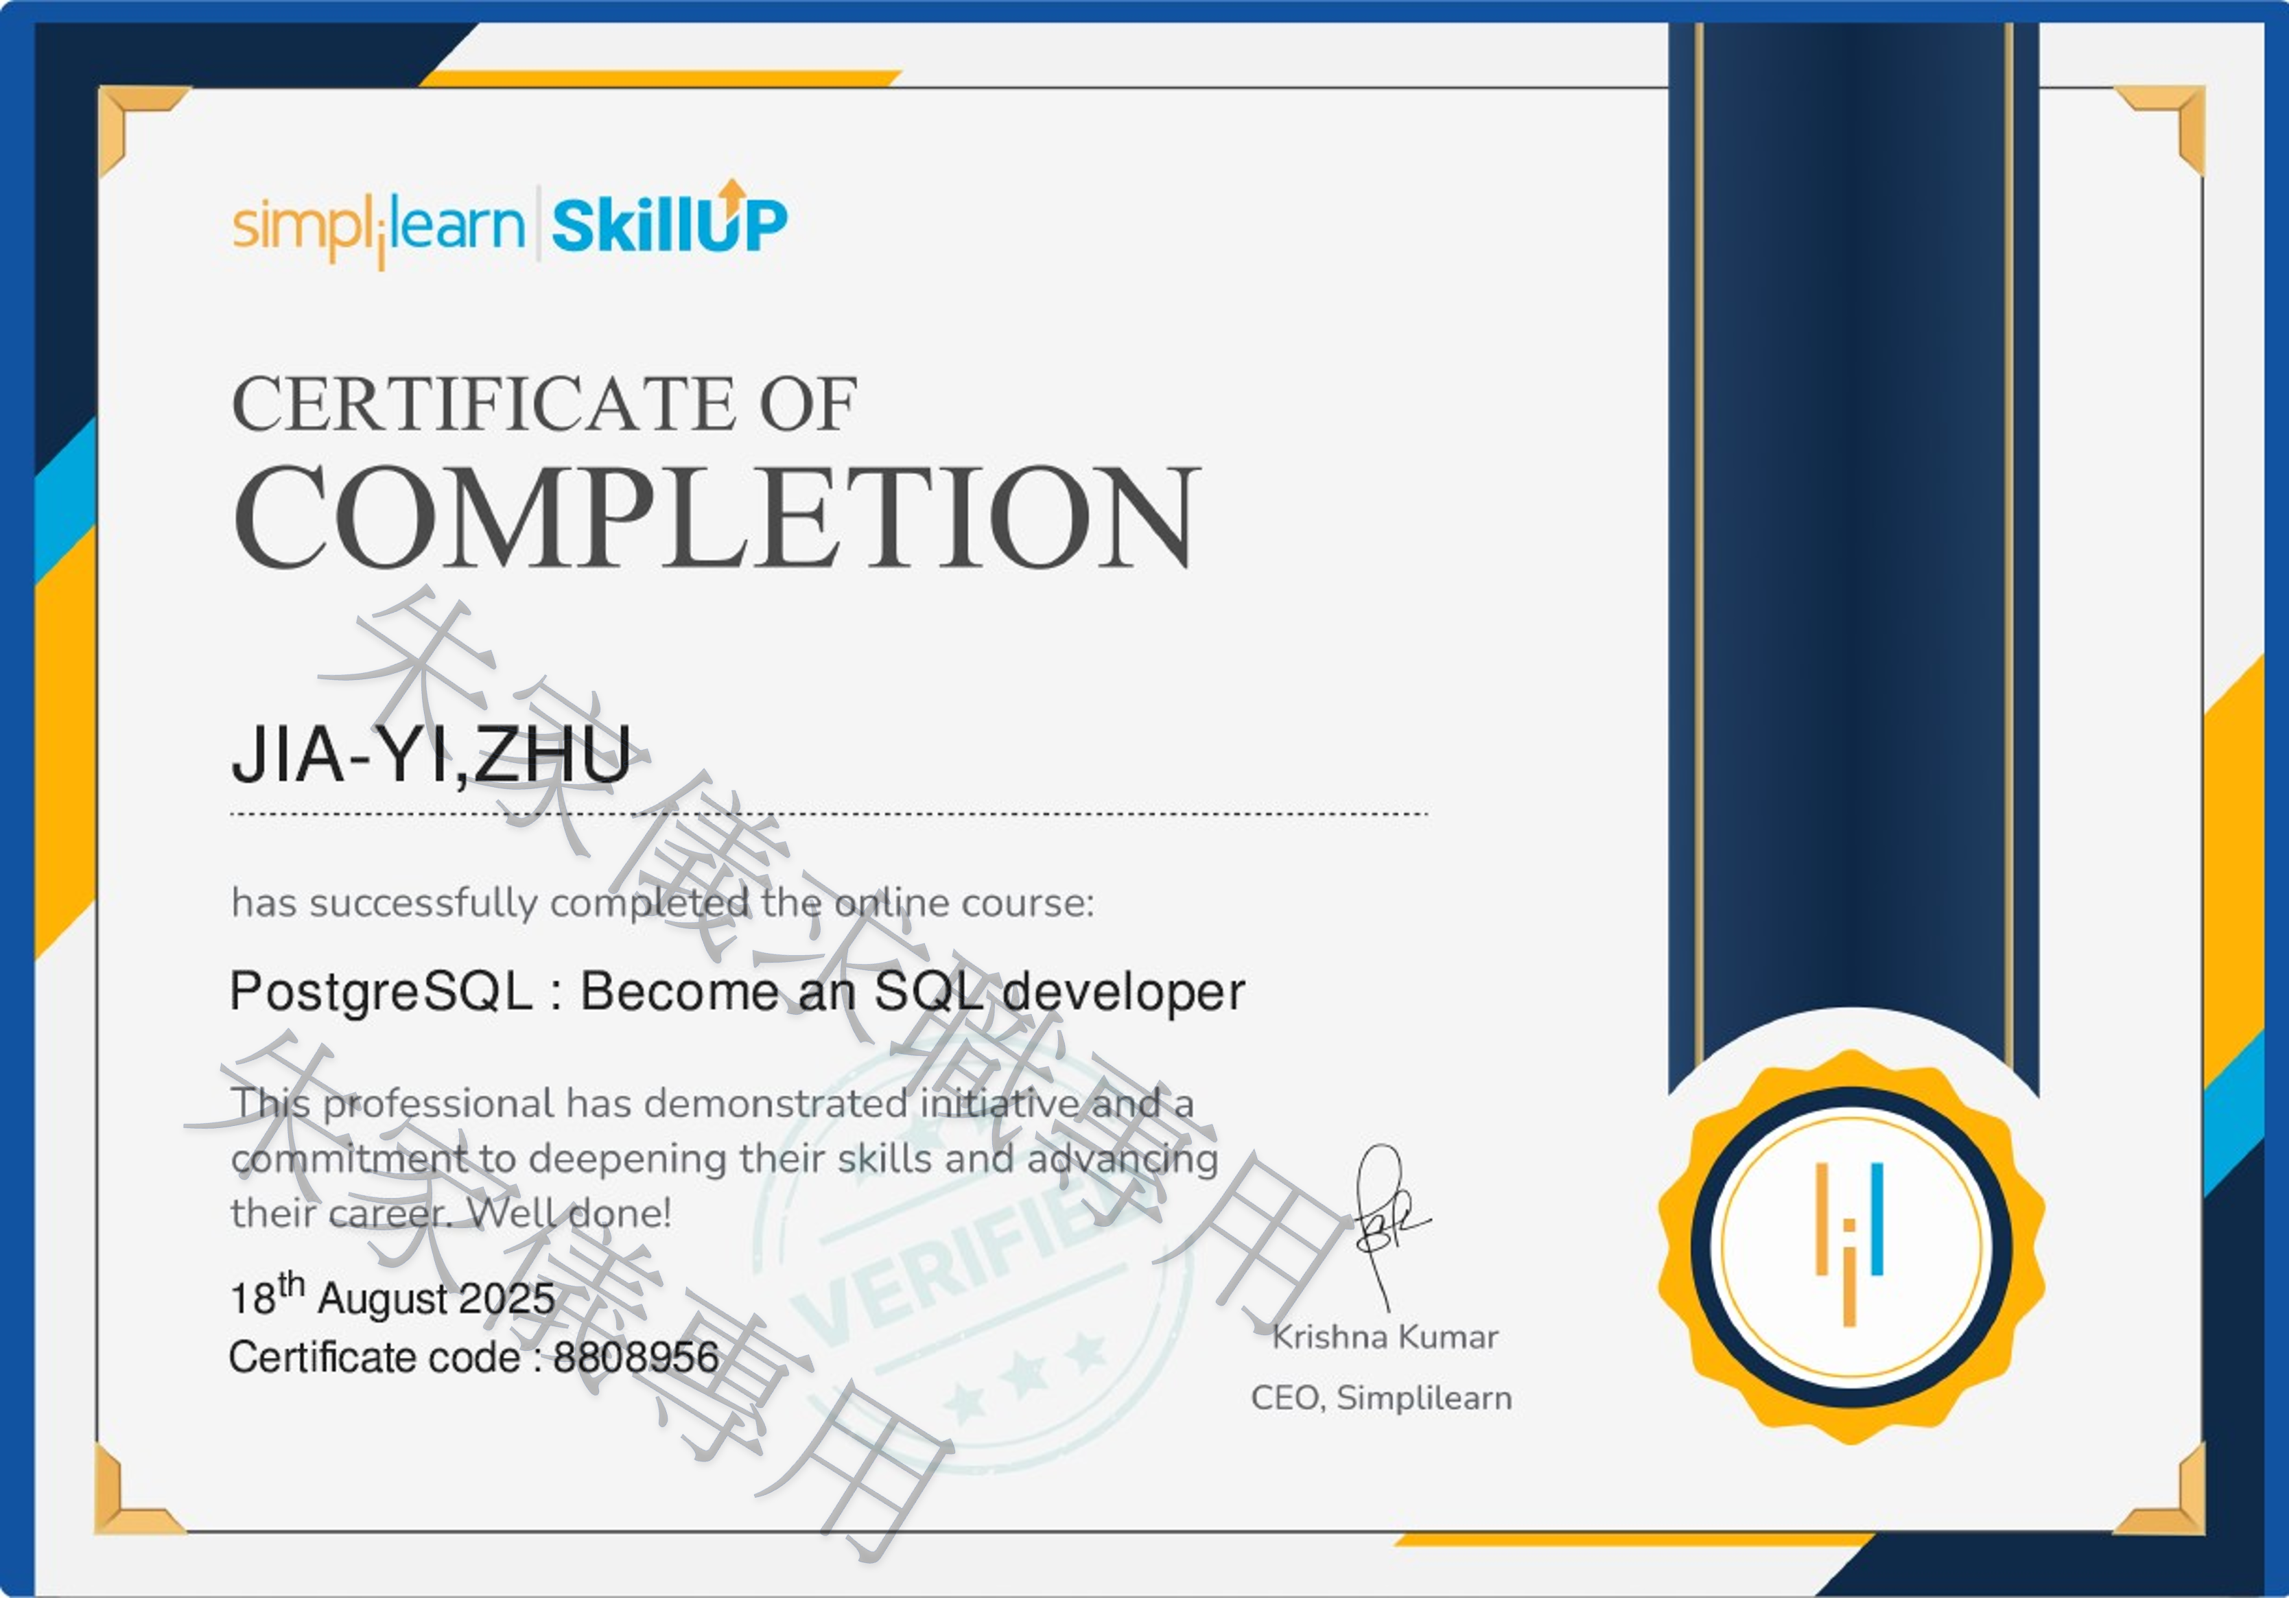 simplilearn | SkillUP
CERTIFICATE OF
COMPLETION
JIA-YI,ZHU
has successfully completed the online course:
PostgreSQL : Become an SQL developer
This professional has demonstrated initiative and a
commitment to deepening their skills and advancing
their career. Well done!
18th August 2025
Certificate code : 8808956
VERIFIED
Krishna Kumar
CEO, Simplilearn
朱家儀求職專用
朱家儀專用